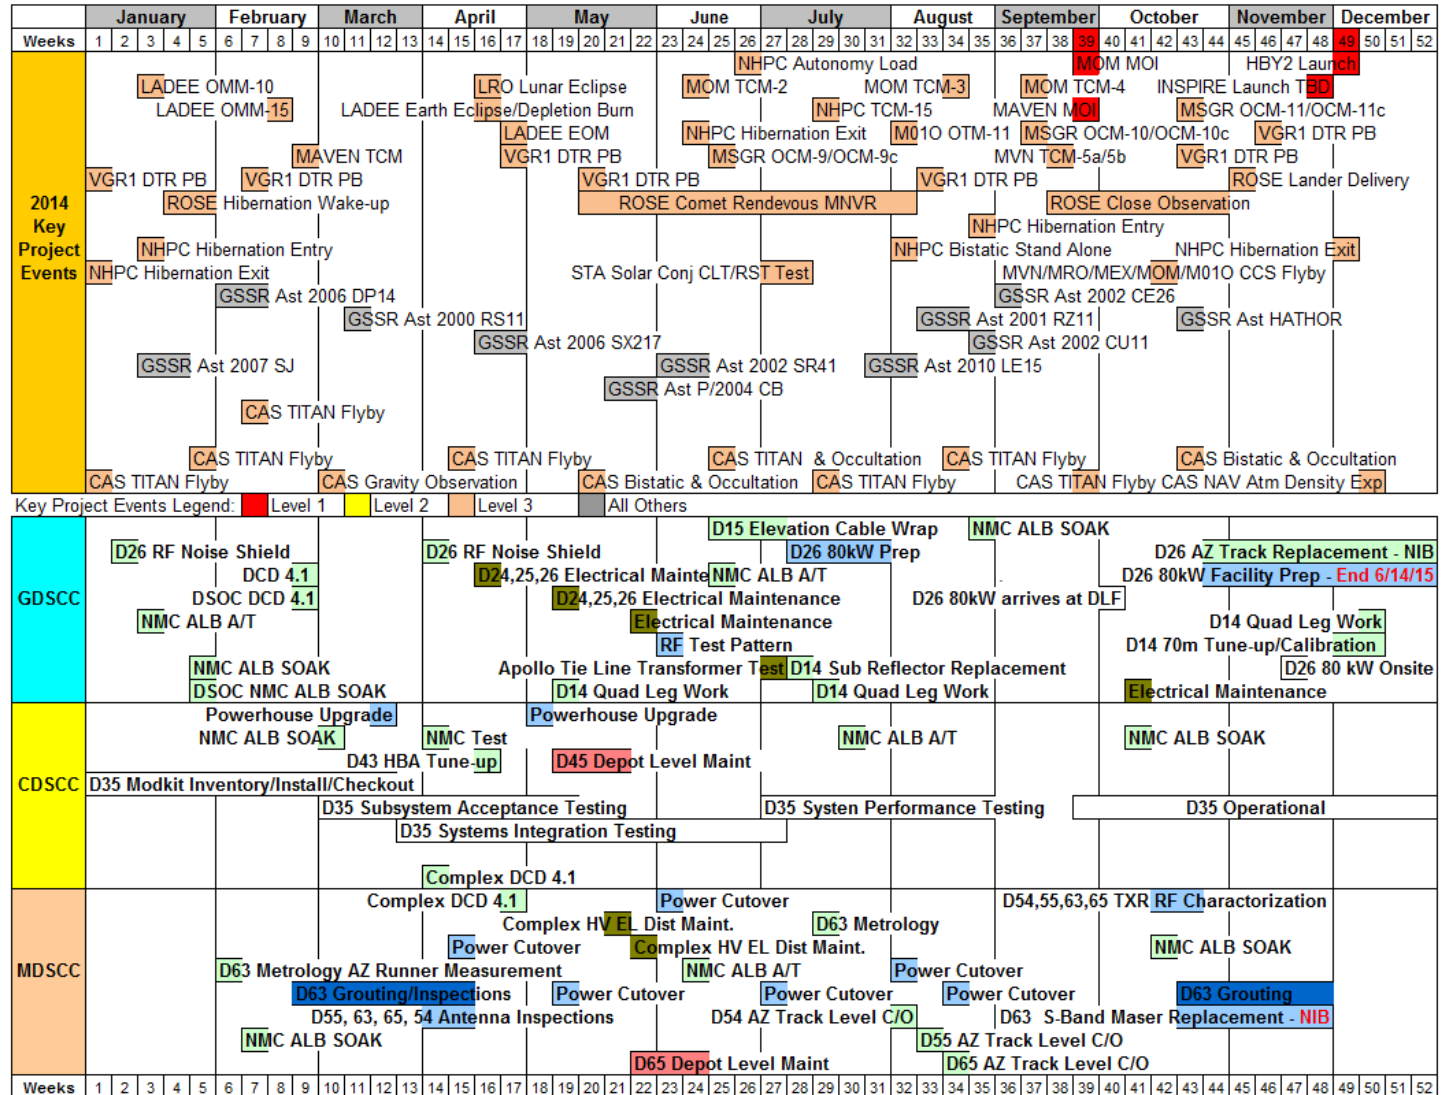 January February March April May June July August September October November December
Weeks 1 2 3 4 5 6 7 8 9 10 11 12 13 14 15 16 17 18 19 20 21 22 23 24 25 26 27 28 29 30 31 32 33 34 35 36 37 38 39 40 41 42 43 44 45 46 47 48 49 50 51 52
2014 Key Project Events
NHPC Autonomy Load MOM MOI HBY2 Launch
LADEE OMM-10 LRO Lunar Eclipse MOM TCM-2 MOM TCM-3 MOM TCM-4 INSPIRE Launch TBD
LADEE OMM-15 LADEE Earth Eclipse/Depletion Burn NHPC TCM-15 MAVEN MOI MSGR OCM-11/OCM-11c
LADEE EOM NHPC Hibernation Exit M01O OTM-11 MSGR OCM-10/OCM-10c VGR1 DTR PB
MAVEN TCM VGR1 DTR PB MSGR OCM-9/OCM-9c MVN TCM-5a/5b VGR1 DTR PB
VGR1 DTR PB VGR1 DTR PB VGR1 DTR PB VGR1 DTR PB ROSE Lander Delivery
ROSE Hibernation Wake-up ROSE Comet Rendevous MNVR ROSE Close Observation
NHPC Hibernation Entry
NHPC Hibernation Entry NHPC Bistatic Stand Alone NHPC Hibernation Exit
NHPC Hibernation Exit STA Solar Conj CLT/RST Test MVN/MRO/MEX/MOM/M01O CCS Flyby
GSSR Ast 2006 DP14 GSSR Ast 2002 CE26
GSSR Ast 2000 RS11 GSSR Ast 2001 RZ11 GSSR Ast HATHOR
GSSR Ast 2006 SX217 GSSR Ast 2002 CU11
GSSR Ast 2007 SJ GSSR Ast 2002 SR41 GSSR Ast 2010 LE15
GSSR Ast P/2004 CB
CAS TITAN Flyby
CAS TITAN Flyby CAS TITAN Flyby CAS TITAN & Occultation CAS TITAN Flyby CAS Bistatic & Occultation
CAS TITAN Flyby CAS Gravity Observation CAS Bistatic & Occultation CAS TITAN Flyby CAS TITAN Flyby CAS NAV Atm Density Exp
Key Project Events Legend: Level 1 Level 2 Level 3 All Others
GDSCC
D15 Elevation Cable Wrap NMC ALB SOAK
D26 RF Noise Shield D26 RF Noise Shield D26 80kW Prep D26 AZ Track Replacement - NIB
DCD 4.1 D24,25,26 Electrical Mainte NMC ALB A/T D26 80kW Facility Prep - End 6/14/15
DSOC DCD 4.1 D24,25,26 Electrical Maintenance D26 80kW arrives at DLF
NMC ALB A/T Electrical Maintenance D14 Quad Leg Work
RF Test Pattern D14 70m Tune-up/Calibration
NMC ALB SOAK Apollo Tie Line Transformer Test D14 Sub Reflector Replacement D26 80 kW Onsite
DSOC NMC ALB SOAK D14 Quad Leg Work D14 Quad Leg Work Electrical Maintenance
CDSCC
Powerhouse Upgrade Powerhouse Upgrade
NMC ALB SOAK NMC Test NMC ALB A/T NMC ALB SOAK
D43 HBA Tune-up D45 Depot Level Maint
D35 Modkit Inventory/Install/Checkout
D35 Subsystem Acceptance Testing D35 Systen Performance Testing D35 Operational
D35 Systems Integration Testing
Complex DCD 4.1
MDSCC
Complex DCD 4.1 Power Cutover D54,55,63,65 TXR RF Charactorization
Complex HV EL Dist Maint. D63 Metrology
Power Cutover Complex HV EL Dist Maint. NMC ALB SOAK
D63 Metrology AZ Runner Measurement NMC ALB A/T Power Cutover
D63 Grouting/Inspections Power Cutover Power Cutover Power Cutover D63 Grouting
D55, 63, 65, 54 Antenna Inspections D54 AZ Track Level C/O D63 S-Band Maser Replacement - NIB
NMC ALB SOAK D55 AZ Track Level C/O
D65 Depot Level Maint D65 AZ Track Level C/O
Weeks 1 2 3 4 5 6 7 8 9 10 11 12 13 14 15 16 17 18 19 20 21 22 23 24 25 26 27 28 29 30 31 32 33 34 35 36 37 38 39 40 41 42 43 44 45 46 47 48 49 50 51 52